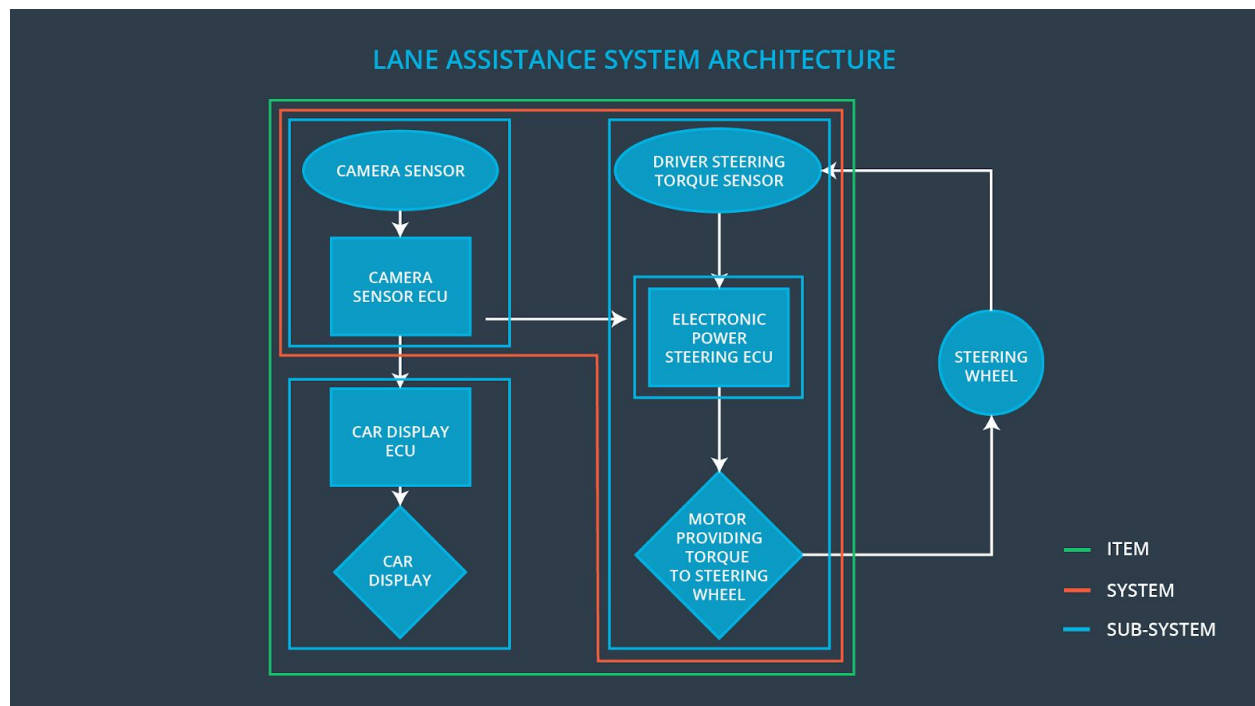 LANE ASSISTANCE SYSTEM ARCHITECTURE
CAMERA SENSOR
CAMERA
SENSOR ECU
CAR DISPLAY
ECU
CAR
DISPLAY
DRIVER STEERING
TORQUE SENSOR
ELECTRONIC
POWER
STEERING ECU
MOTOR
PROVIDING
TORQUE
TO STEERING
WHEEL
STEERING
WHEEL
ITEM
SYSTEM
SUB-SYSTEM